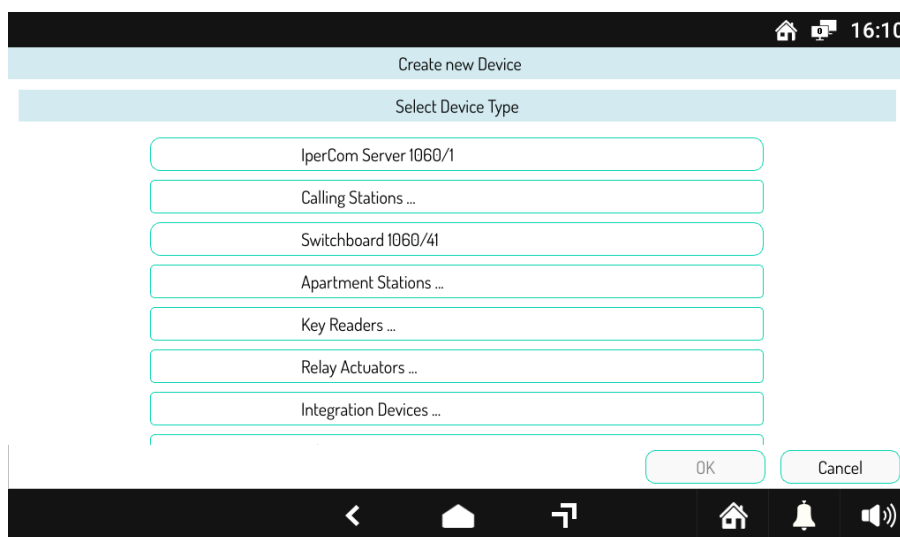 16:10
Create new Device
Select Device Type
IperCom Server 1060/1
Calling Stations ...
Switchboard 1060/41
Apartment Stations ...
Key Readers ...
Relay Actuators ...
Integration Devices ...
OK
Cancel